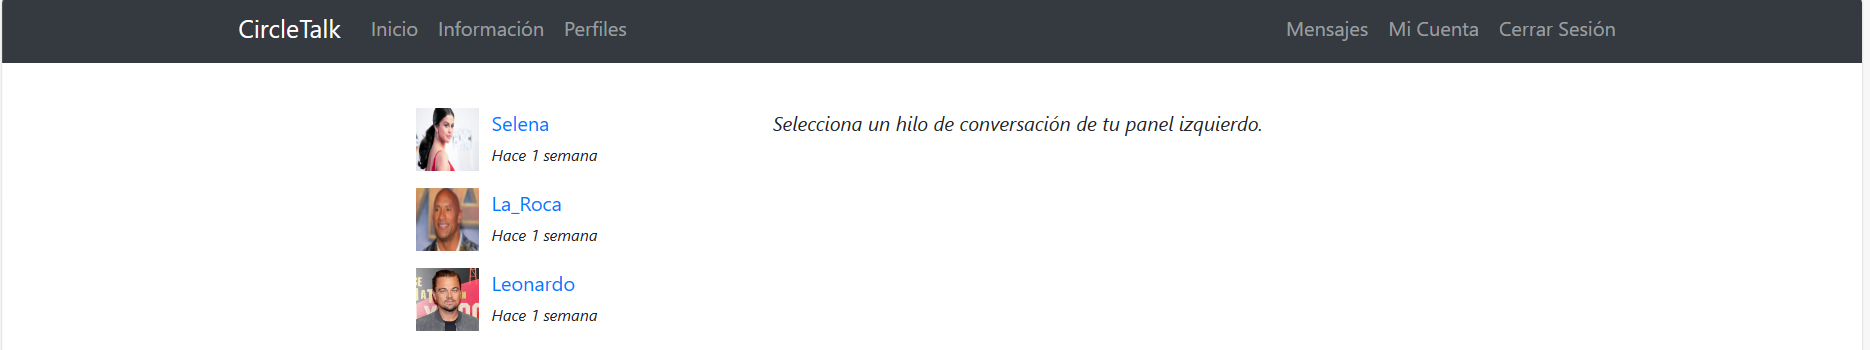 CircleTalk Inicio Información Perfiles Mensajes Mi Cuenta Cerrar Sesión
Selena
Hace 1 semana
La_Roca
Hace 1 semana
Leonardo
Hace 1 semana
Selecciona un hilo de conversación de tu panel izquierdo.